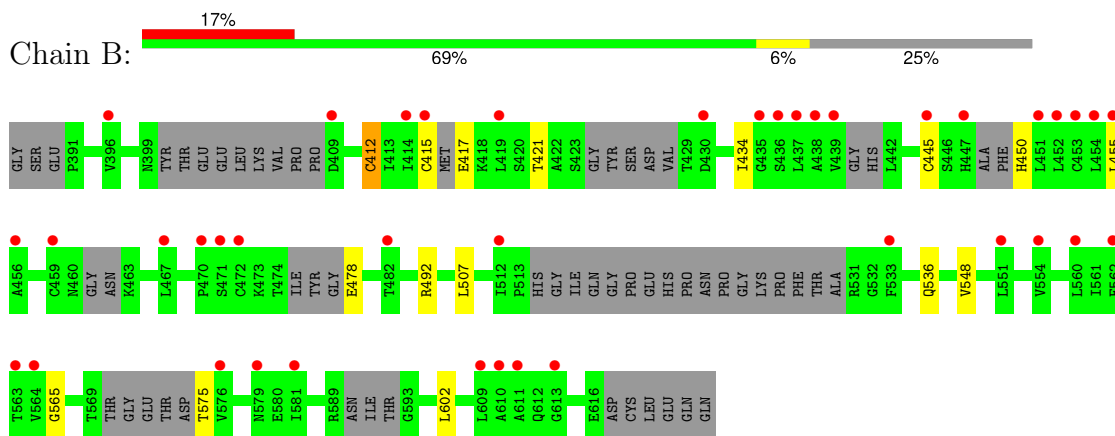 17%
Chain B:
69% 6% 25%
GLY SER GLU P391 V396 N399 TYR THR GLU GLU LEU LYS VAL PRO PRO D409 C412 I413 I414 C415 MET E417 K418 L419 S420 T421 A422 S423 GLY TYR SER ASP VAL T429 D430 I434 G435 S436 L437 A438 V439 GLY HIS L442 C445 S446 H447 ALA PHE H450 L451 L452 C453 L454 L455
A456 C459 N460 GLY ASN K463 L467 P470 S471 C472 K473 T474 ILE TYR GLY E478 T482 R492 L507 I512 P513 HIS GLY ILE GLN GLY PRO GLU HIS PRO ASN PRO GLY LYS PRO PHE THR ALA R531 G532 F533 Q536 V548 L551 V554 L560 I561 E562
T563 V564 G565 T569 THR GLY GLU THR ASP T575 V576 N579 E580 I581 R589 ASN ILE THR G593 L602 L609 A610 A611 Q612 G613 E616 ASP CYS LEU GLU GLN GLN